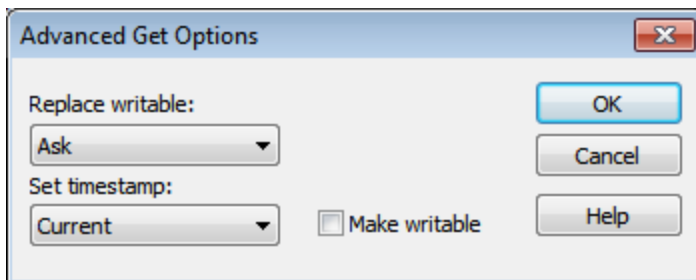 Advanced Get Options
Replace writable:
OK
Ask
Cancel
Set timestamp:
Current
Make writable
Help